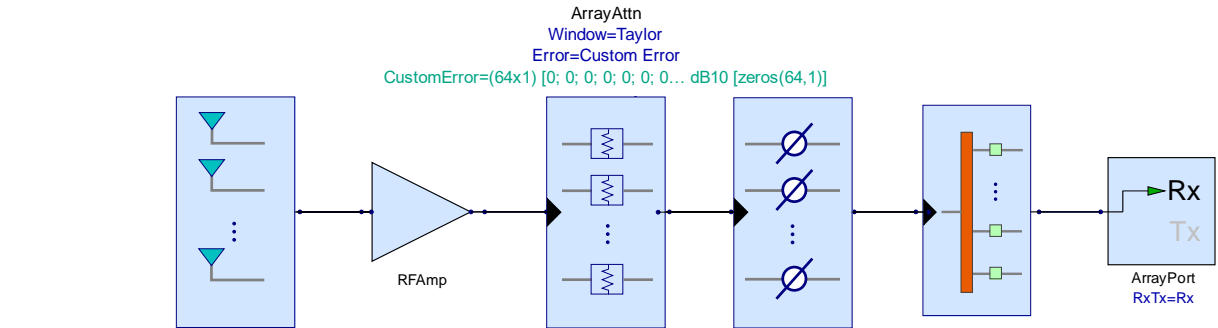 ArrayAttn
Window=Taylor
Error=Custom Error
CustomError=(64x1) [0; 0; 0; 0; 0; 0; 0… dB10 [zeros(64,1)]
Rx
Tx
RFAmp
ArrayPort
RxTx=Rx